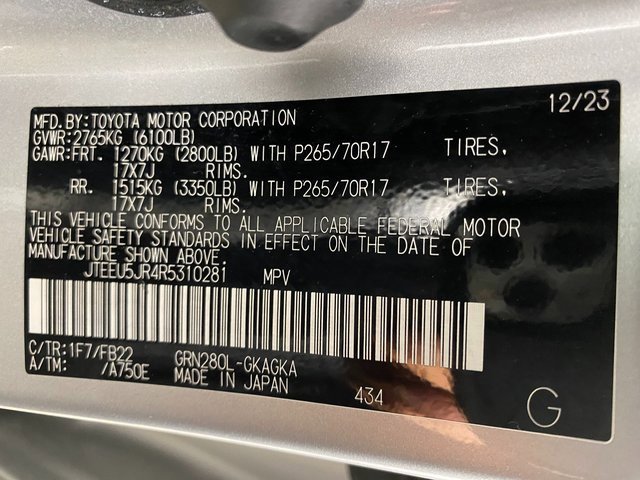 MFD.BY:TOYOTA MOTOR CORPORATION 12/23
GVWR:2765KG (6100LB)
GAWR:FRT. 1270KG (2800LB) WITH P265/70R17 TIRES,
17X7J RIMS.
RR. 1515KG (3350LB) WITH P265/70R17 TIRES,
17X7J RIMS.
THIS VEHICLE CONFORMS TO ALL APPLICABLE FEDERAL MOTOR
VEHICLE SAFETY STANDARDS IN EFFECT ON THE DATE OF
MANUFACTURE SHOWN ABOVE.
JTEEU5JR4R5310281 MPV
C/TR:1F7/FB22 GRN280L-GKAGKA
A/TM: /A750E MADE IN JAPAN 434
G